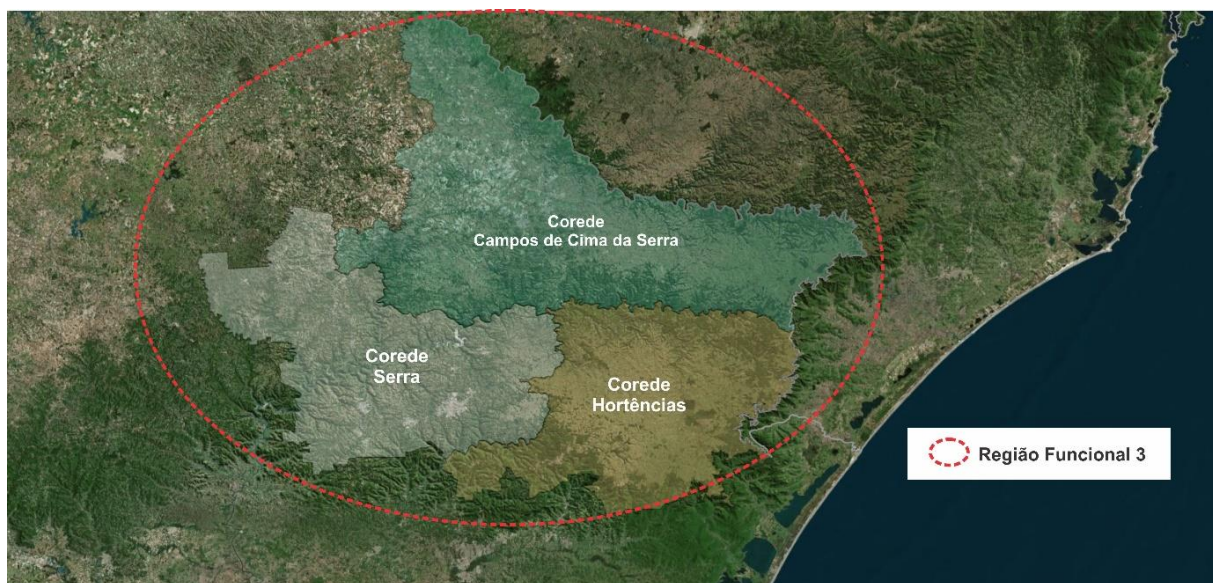 Corede
Campos de Cima da Serra
Corede
Serra
Corede
Hortências
Região Funcional 3